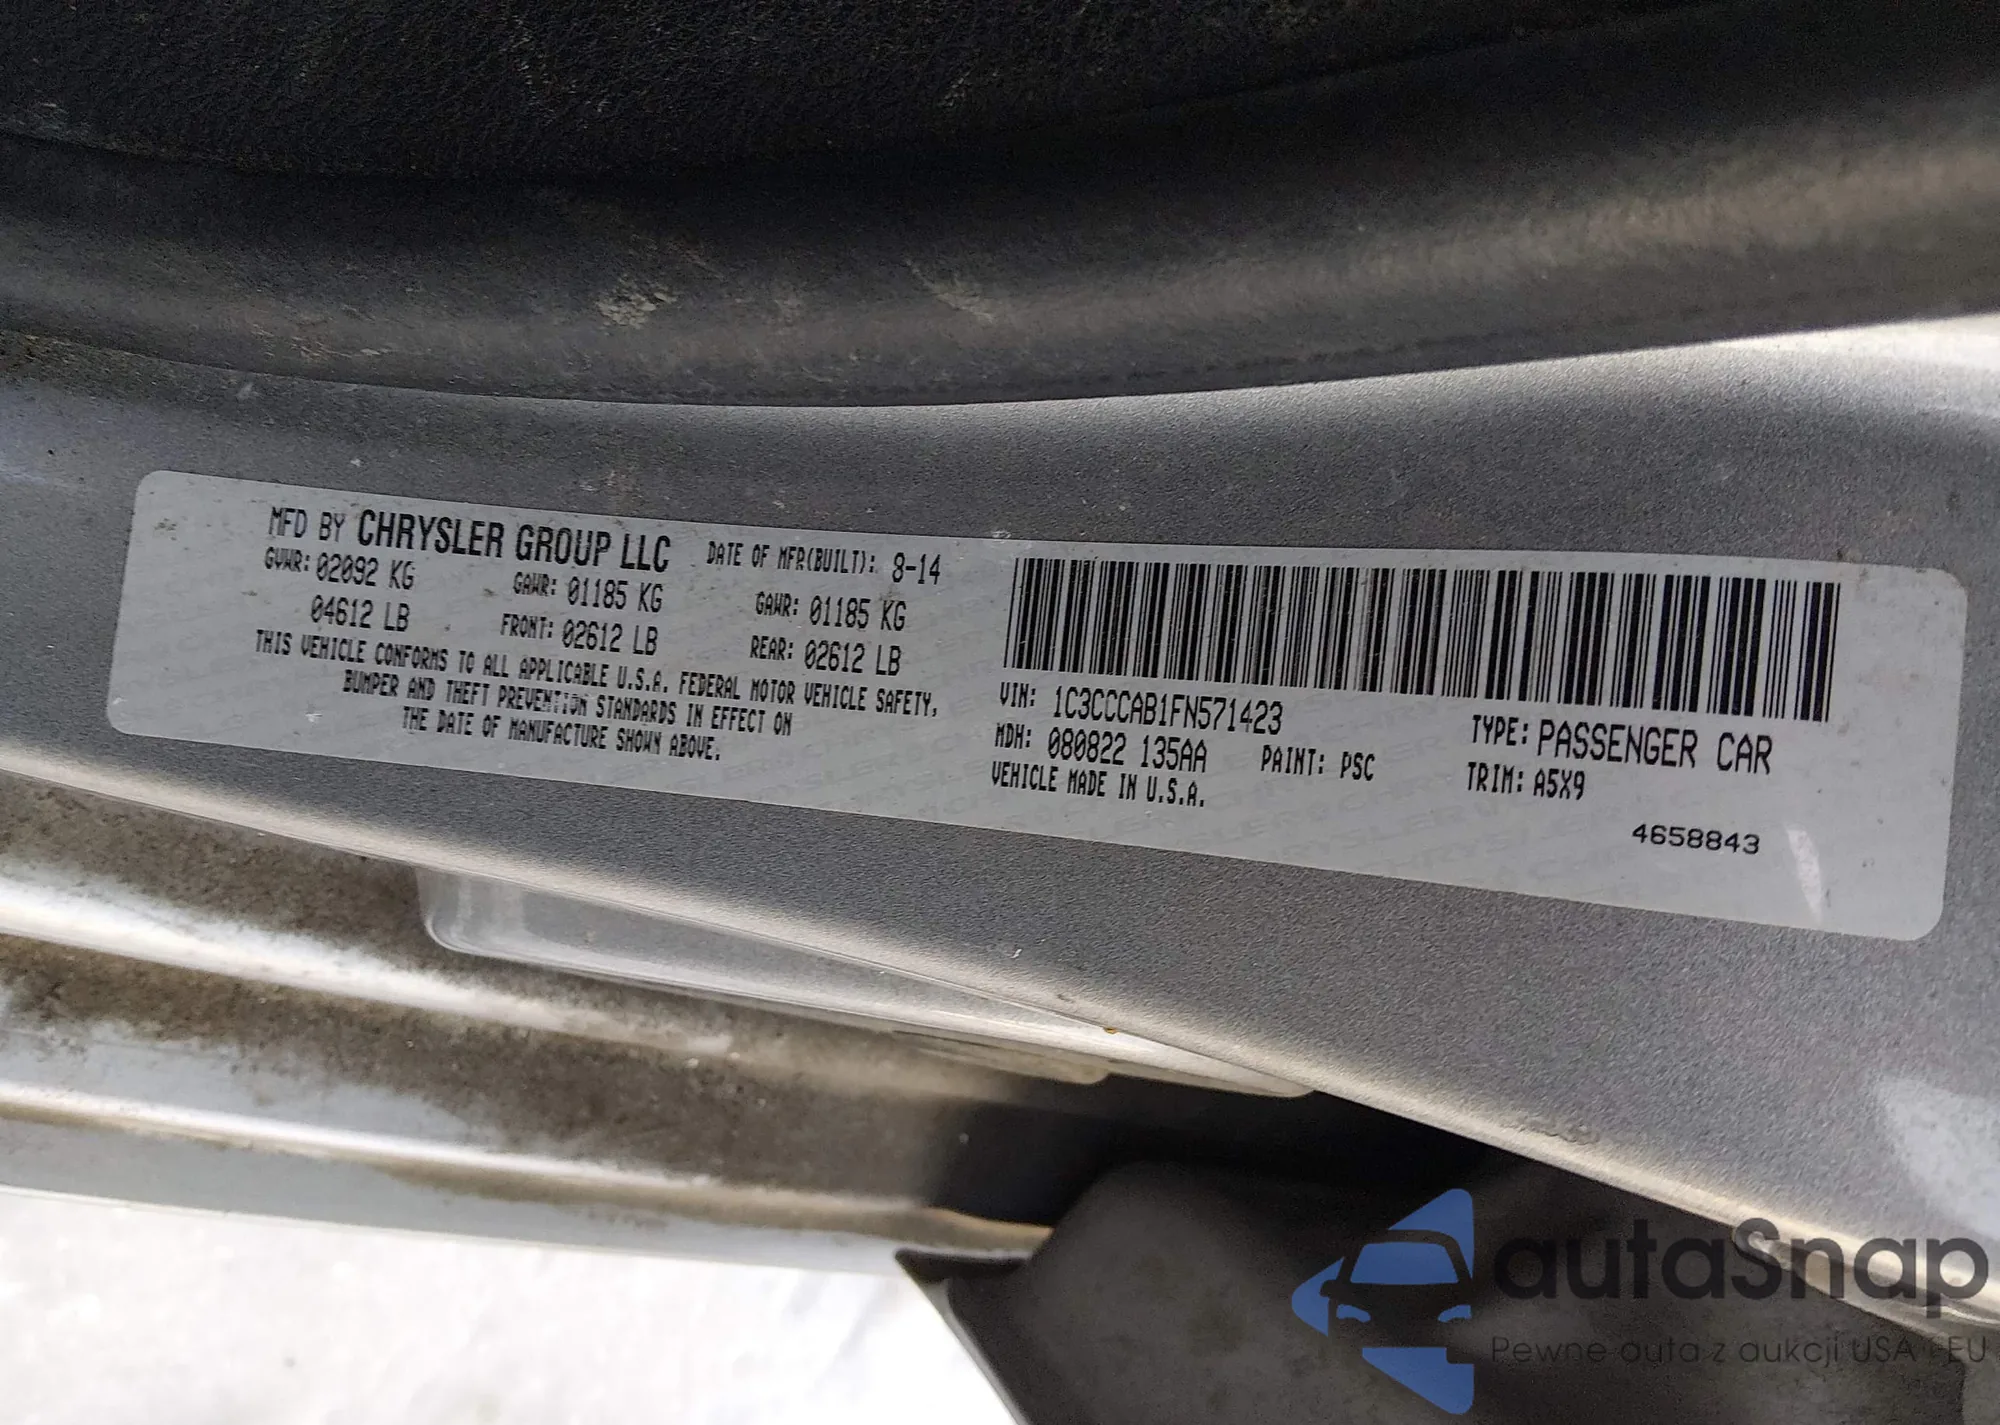 MFD BY CHRYSLER GROUP LLC DATE OF MFR(BUILT): 8-14
GVWR: 02092 KG GAWR: 01185 KG GAWR: 01185 KG
04612 LB FRONT: 02612 LB REAR: 02612 LB
THIS VEHICLE CONFORMS TO ALL APPLICABLE U.S.A. FEDERAL MOTOR VEHICLE SAFETY,
BUMPER AND THEFT PREVENTION STANDARDS IN EFFECT ON
THE DATE OF MANUFACTURE SHOWN ABOVE.
VIN: 1C3CCCAB1FN571423 TYPE: PASSENGER CAR
MDH: 080822 135AA PAINT: PSC TRIM: A5X9
VEHICLE MADE IN U.S.A.
4658843
autaSnap
Pewne auta z aukcji USA i EU